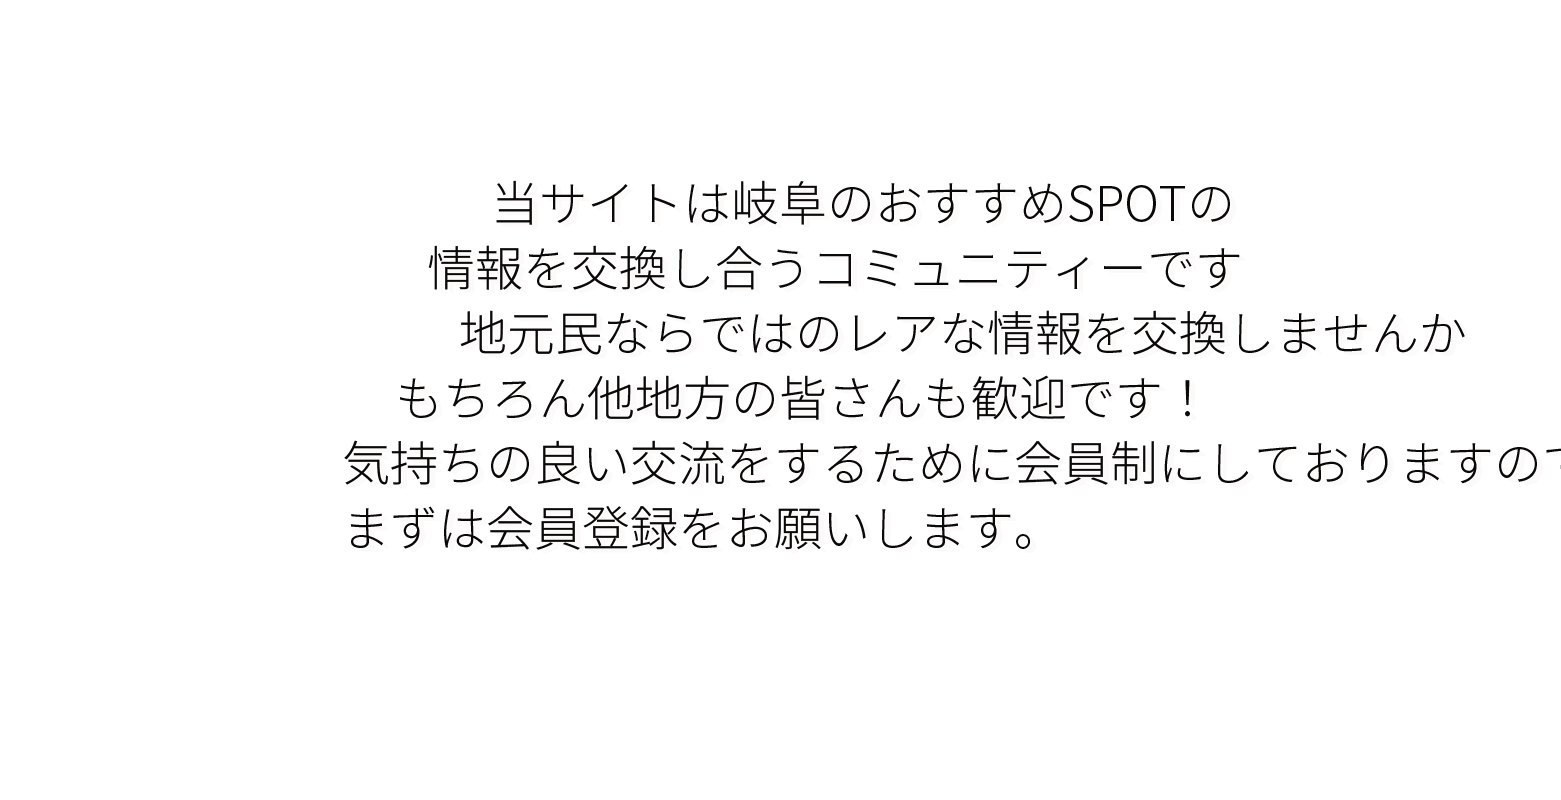 当サイトは岐阜のおすすめSPOTの
情報を交換し合うコミュニティーです
地元民ならではのレアな情報を交換しませんか
もちろん他地方の皆さんも歓迎です！
気持ちの良い交流をするために会員制にしておりますの
まずは会員登録をお願いします。